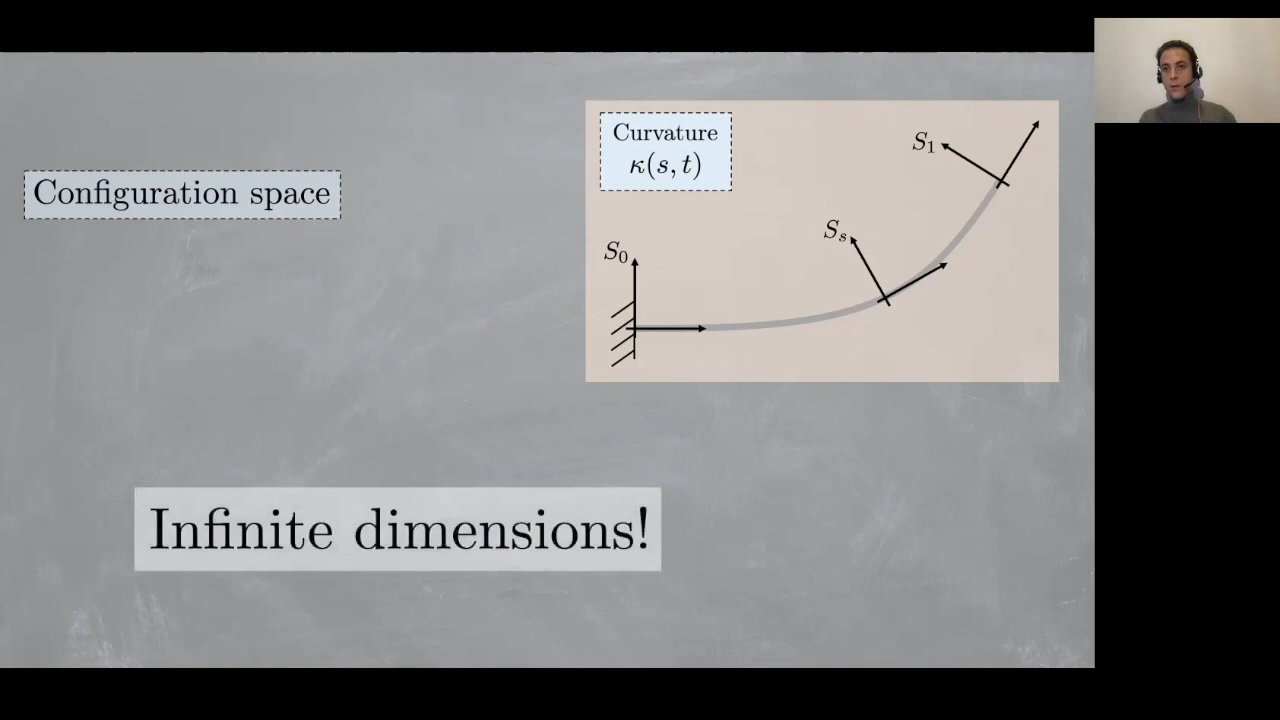 Configuration space
Curvature
κ(s, t)
S₁
Sₛ
S₀
Infinite dimensions!